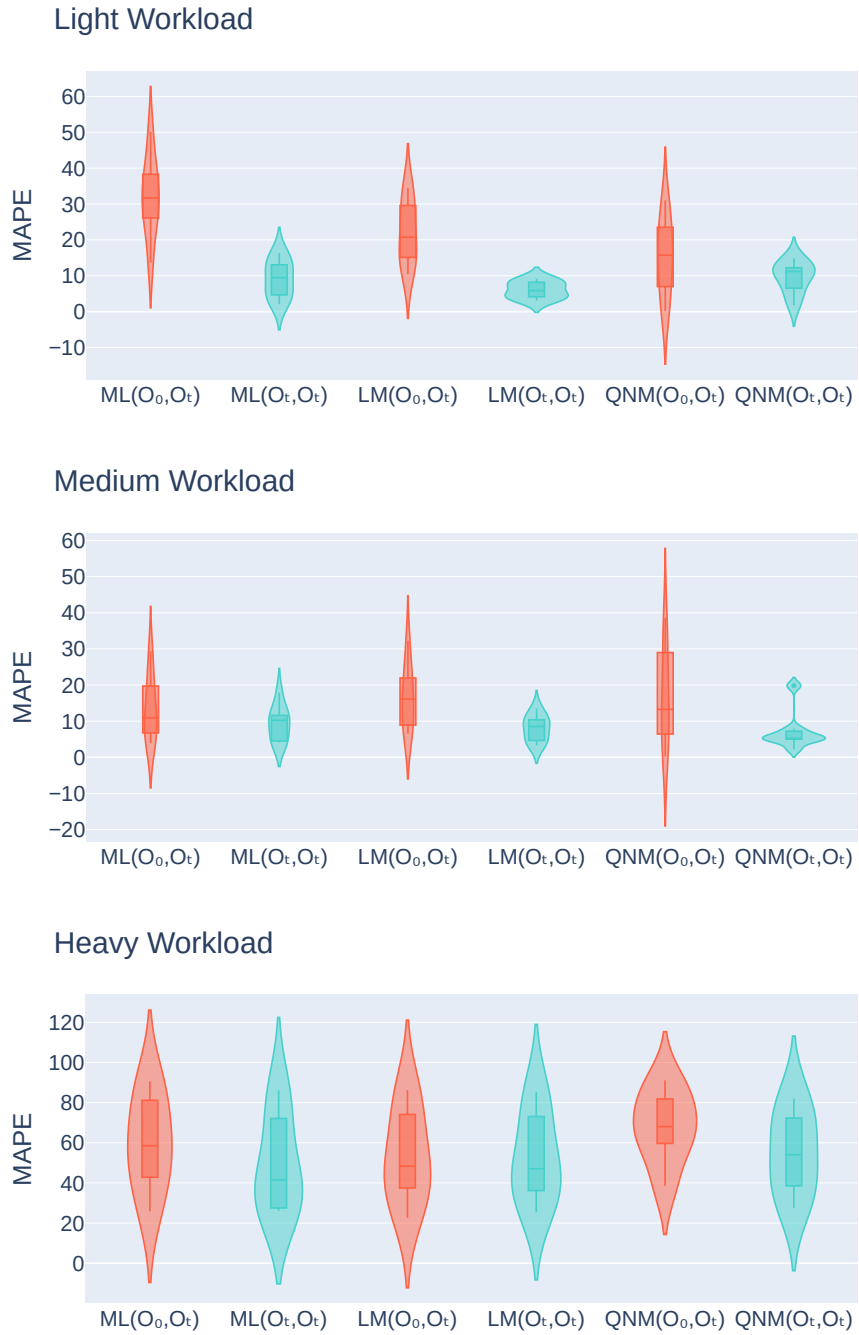 Light Workload
60
50
40
30
20
10
0
−10
MAPE
ML(O₀,Oₜ) ML(Oₜ,Oₜ) LM(O₀,Oₜ) LM(Oₜ,Oₜ) QNM(O₀,Oₜ) QNM(Oₜ,Oₜ)
Medium Workload
60
50
40
30
20
10
0
−10
−20
MAPE
ML(O₀,Oₜ) ML(Oₜ,Oₜ) LM(O₀,Oₜ) LM(Oₜ,Oₜ) QNM(O₀,Oₜ) QNM(Oₜ,Oₜ)
Heavy Workload
120
100
80
60
40
20
0
MAPE
ML(O₀,Oₜ) ML(Oₜ,Oₜ) LM(O₀,Oₜ) LM(Oₜ,Oₜ) QNM(O₀,Oₜ) QNM(Oₜ,Oₜ)